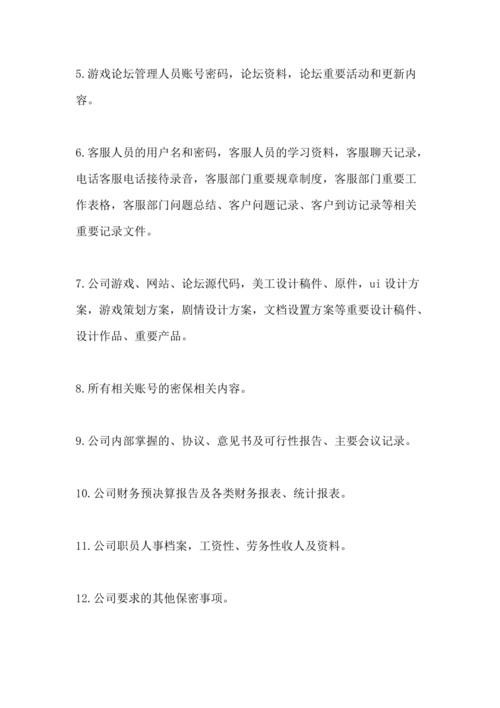 5.游戏论坛管理人员账号密码，论坛资料，论坛重要活动和更新内
容。
6.客服人员的用户名和密码，客服人员的学习资料，客服聊天记录，
电话客服电话接待录音，客服部门重要规章制度，客服部门重要工
作表格，客服部门问题总结、客户问题记录、客户到访记录等相关
重要记录文件。
7.公司游戏、网站、论坛源代码，美工设计稿件、原件，ui 设计方
案，游戏策划方案，剧情设计方案，文档设置方案等重要设计稿件、
设计作品、重要产品。
8.所有相关账号的密保相关内容。
9.公司内部掌握的、协议、意见书及可行性报告、主要会议记录。
10.公司财务预决算报告及各类财务报表、统计报表。
11.公司职员人事档案，工资性、劳务性收人及资料。
12.公司要求的其他保密事项。